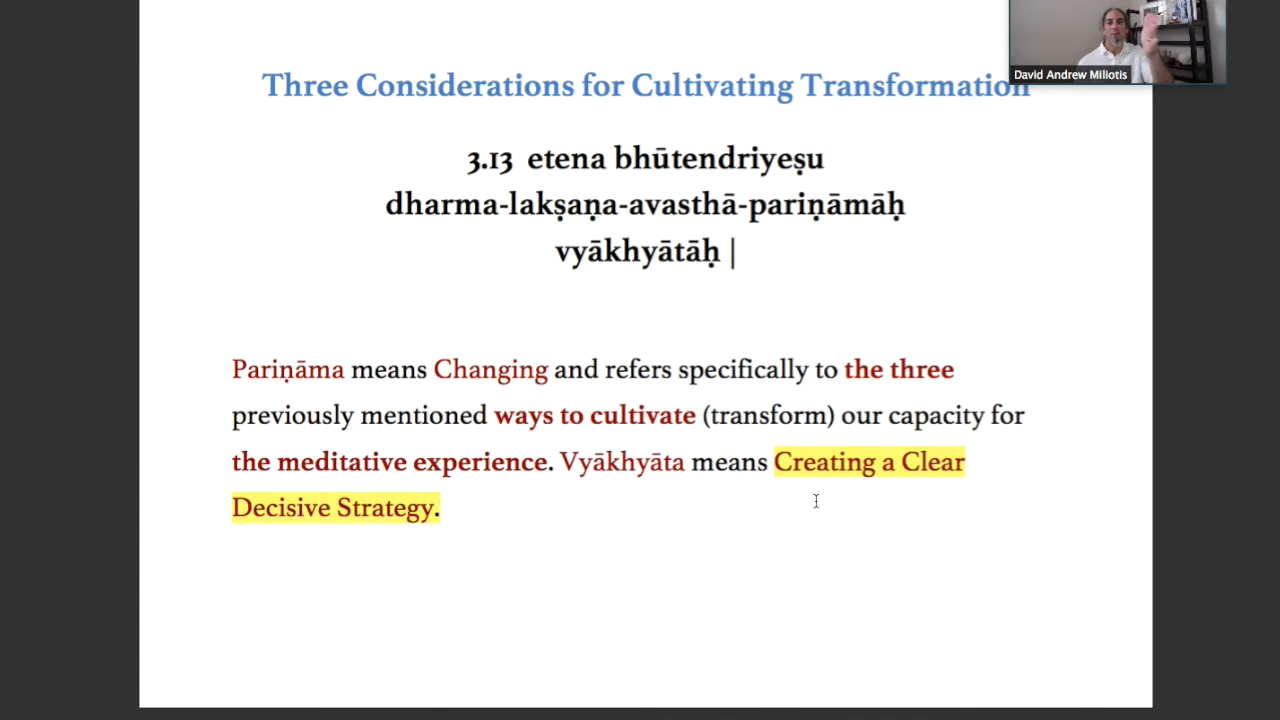 David Andrew Miliotis
Three Considerations for Cultivating Transformation
3.13 etena bhūtendriyeṣu
dharma-lakṣaṇa-avasthā-pariṇāmāḥ
vyākhyātāḥ |
Pariṇāma means Changing and refers specifically to the three
previously mentioned ways to cultivate (transform) our capacity for
the meditative experience. Vyākhyāta means Creating a Clear
Decisive Strategy.